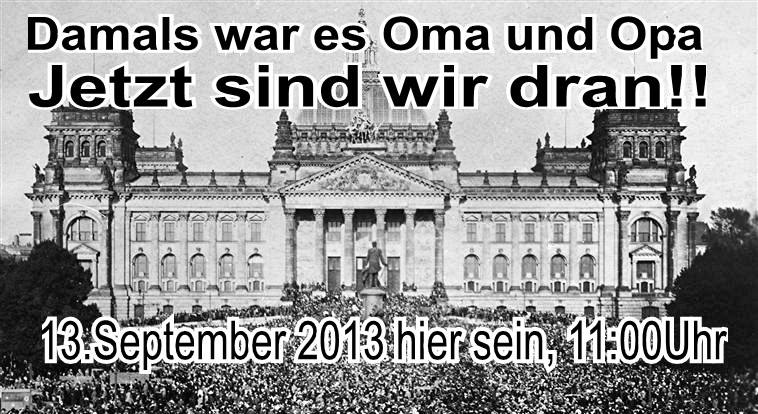 Damals war es Oma und Opa
Jetzt sind wir dran!!
13.September 2013 hier sein, 11:00Uhr